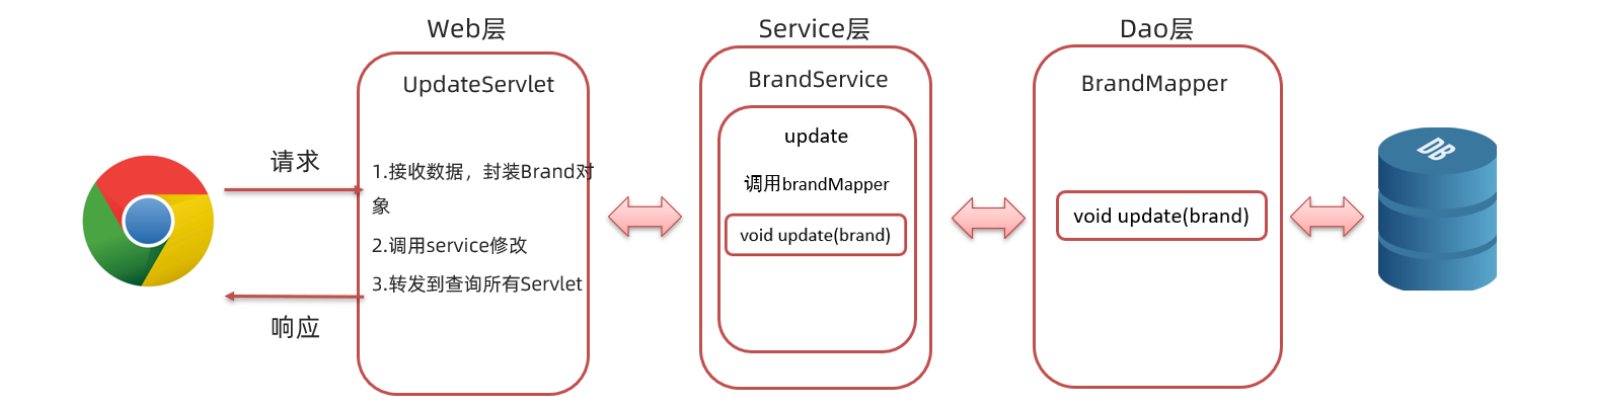 Web层
Service层
Dao层
UpdateServlet
BrandService
BrandMapper
请求
响应
1.接收数据，封装Brand对
象
2.调用service修改
3.转发到查询所有Servlet
update
调用brandMapper
void update(brand)
void update(brand)
DB